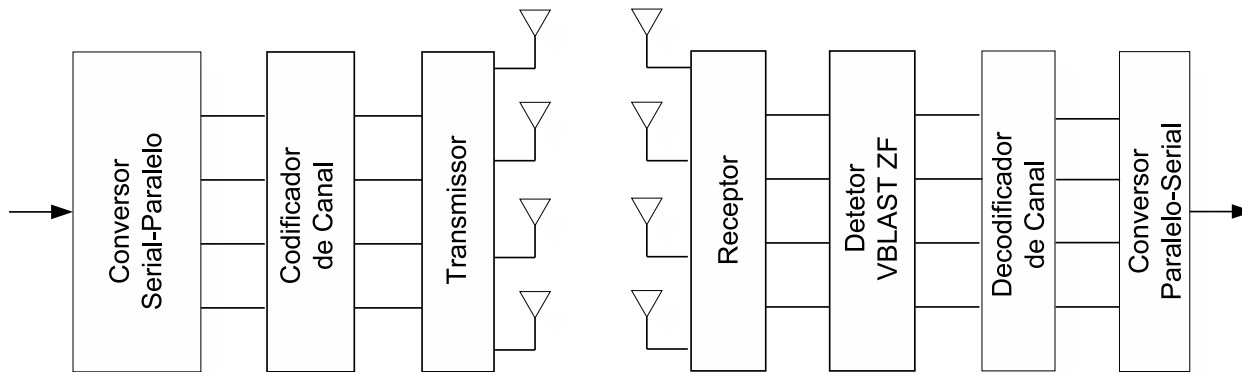 Conversor
Serial-Paralelo
Codificador
de Canal
Transmissor
Receptor
Detetor
VBLAST ZF
Decodificador
de Canal
Conversor
Paralelo-Serial